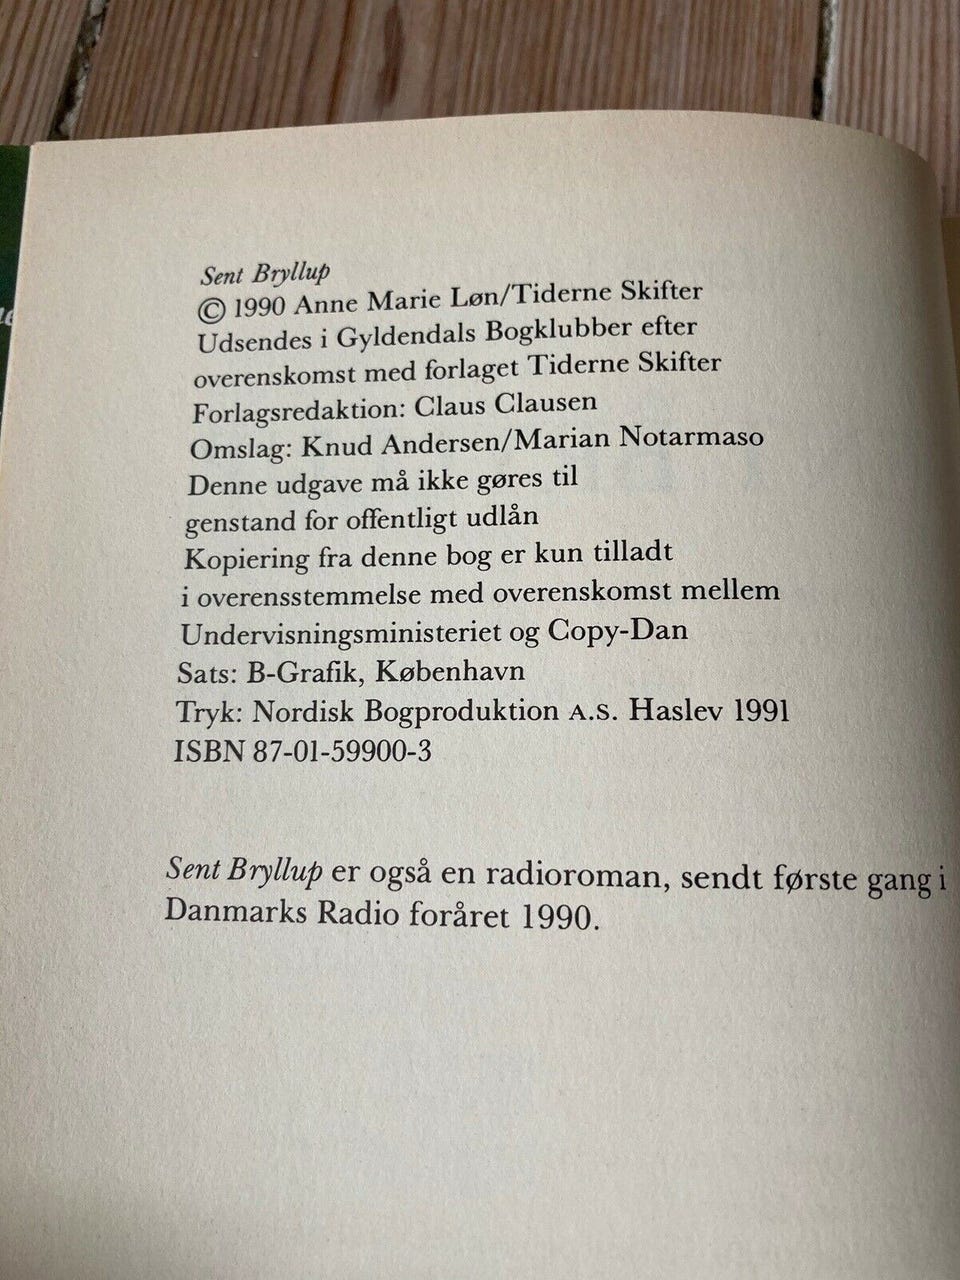 Sent Bryllup
© 1990 Anne Marie Løn/Tiderne Skifter
Udsendes i Gyldendals Bogklubber efter
overenskomst med forlaget Tiderne Skifter
Forlagsredaktion: Claus Clausen
Omslag: Knud Andersen/Marian Notarmaso
Denne udgave må ikke gøres til
genstand for offentligt udlån
Kopiering fra denne bog er kun tilladt
i overensstemmelse med overenskomst mellem
Undervisningsministeriet og Copy-Dan
Sats: B-Grafik, København
Tryk: Nordisk Bogproduktion A.S. Haslev 1991
ISBN 87-01-59900-3
Sent Bryllup er også en radioroman, sendt første gang i
Danmarks Radio foråret 1990.